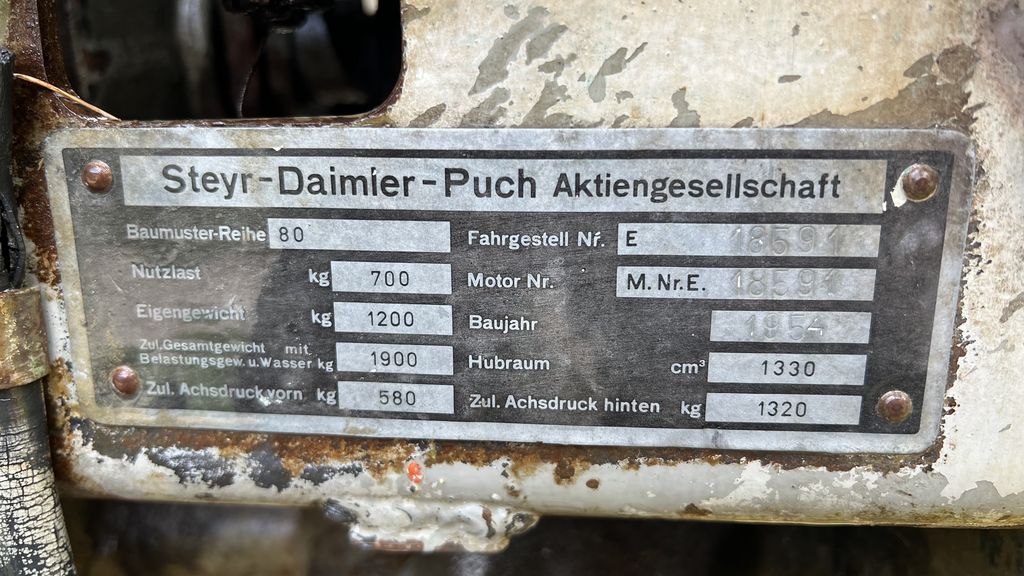 Steyr-Daimler-Puch Aktiengesellschaft
Baumuster-Reihe 80
Nutzlast kg 700
Eigengewicht kg 1200
Zul.Gesamtgewicht mit
Belastungsgew.u.Wasser kg 1900
Zul. Achsdruck vorn kg 580
Fahrgestell Nr. E 18591
Motor Nr. M.Nr.E. 18591
Baujahr 1954
Hubraum cm³ 1330
Zul. Achsdruck hinten kg 1320